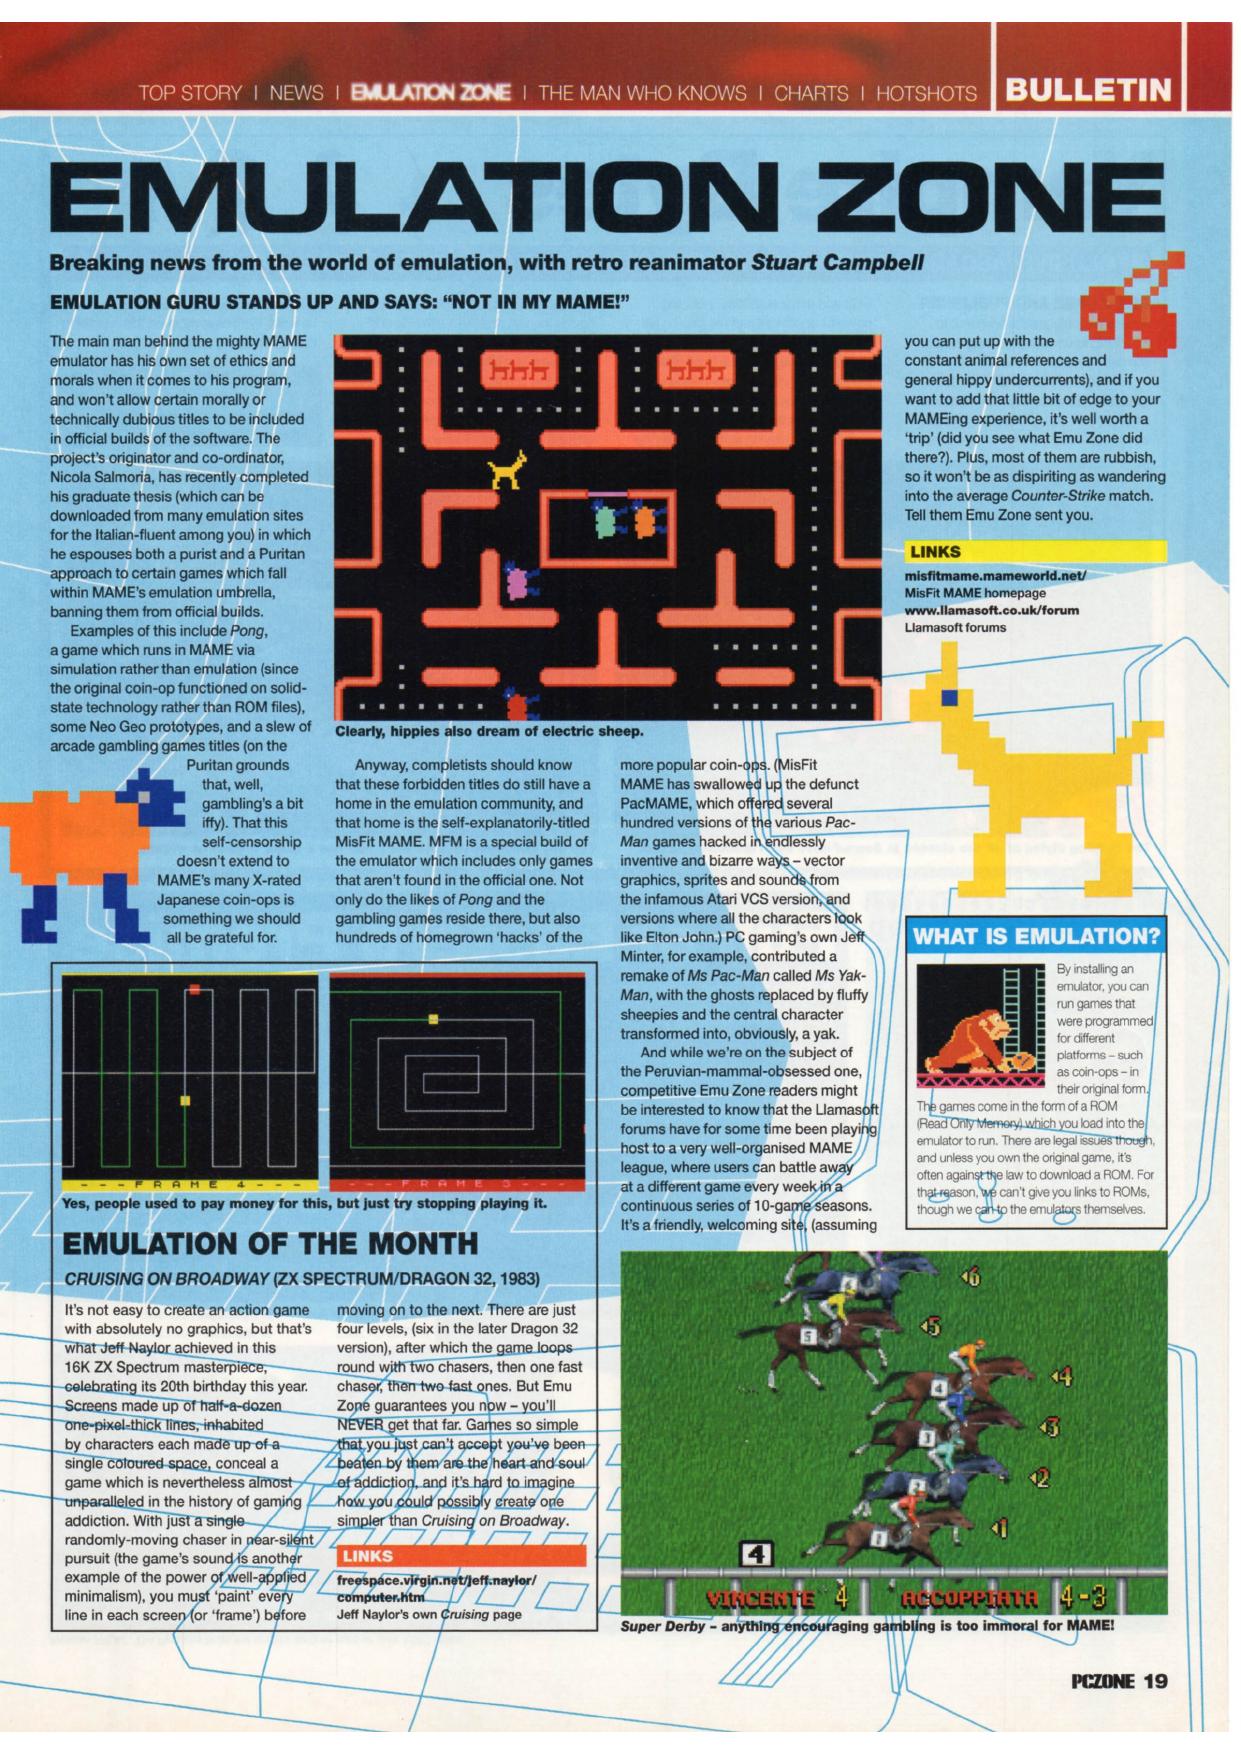 TOP STORY | NEWS | EMULATION ZONE | THE MAN WHO KNOWS | CHARTS | HOTSHOTS
BULLETIN
EMULATION ZONE
Breaking news from the world of emulation, with retro reanimator Stuart Campbell
EMULATION GURU STANDS UP AND SAYS: “NOT IN MY MAME!”
The main man behind the mighty MAME
emulator has his own set of ethics and
morals when it comes to his program,
and won't allow certain morally or
technically dubious titles to be included
in official builds of the software. The
project's originator and co-ordinator,
Nicola Salmoria, has recently completed
his graduate thesis (which can be
downloaded from many emulation sites
for the Italian-fluent among you) in which
he espouses both a purist and a Puritan
approach to certain games which fall
within MAME's emulation umbrella,
banning them from official builds.
Examples of this include Pong,
a game which runs in MAME via
simulation rather than emulation (since
the original coin-op functioned on solid-
state technology rather than ROM files),
some Neo Geo prototypes, and a slew of
arcade gambling games titles (on the
Puritan grounds
that, well,
gambling's a bit
iffy). That this
self-censorship
doesn't extend to
MAME's many X-rated
Japanese coin-ops is
something we should
all be grateful for.
Clearly, hippies also dream of electric sheep.
Anyway, completists should know
that these forbidden titles do still have a
home in the emulation community, and
that home is the self-explanatorily-titled
MisFit MAME. MFM is a special build of
the emulator which includes only games
that aren't found in the official one. Not
only do the likes of Pong and the
gambling games reside there, but also
hundreds of homegrown 'hacks' of the
more popular coin-ops. (MisFit
MAME has swallowed up the defunct
PacMAME, which offered several
hundred versions of the various Pac-
Man games hacked in endlessly
inventive and bizarre ways – vector
graphics, sprites and sounds from
the infamous Atari VCS version, and
versions where all the characters look
like Elton John.) PC gaming's own Jeff
Minter, for example, contributed a
remake of Ms Pac-Man called Ms Yak-
Man, with the ghosts replaced by fluffy
sheepies and the central character
transformed into, obviously, a yak.
And while we're on the subject of
the Peruvian-mammal-obsessed one,
competitive Emu Zone readers might
be interested to know that the Llamasoft
forums have for some time been playing
host to a very well-organised MAME
league, where users can battle away
at a different game every week in a
continuous series of 10-game seasons.
It's a friendly, welcoming site, (assuming
you can put up with the
constant animal references and
general hippy undercurrents), and if you
want to add that little bit of edge to your
MAMEing experience, it's well worth a
'trip' (did you see what Emu Zone did
there?). Plus, most of them are rubbish,
so it won't be as dispiriting as wandering
into the average Counter-Strike match.
Tell them Emu Zone sent you.
LINKS
misfitmame.mameworld.net/
MisFit MAME homepage
www.llamasoft.co.uk/forum
Llamasoft forums
WHAT IS EMULATION?
By installing an
emulator, you can
run games that
were programmed
for different
platforms – such
as coin-ops – in
their original form.
The games come in the form of a ROM
(Read Only Memory) which you load into the
emulator to run. There are legal issues though,
and unless you own the original game, it's
often against the law to download a ROM. For
that reason, we can't give you links to ROMs,
though we can to the emulators themselves.
- - - FRAME 4 - - -
- - - FRAME 3 - - -
Yes, people used to pay money for this, but just try stopping playing it.
EMULATION OF THE MONTH
CRUISING ON BROADWAY (ZX SPECTRUM/DRAGON 32, 1983)
It's not easy to create an action game
with absolutely no graphics, but that's
what Jeff Naylor achieved in this
16K ZX Spectrum masterpiece,
celebrating its 20th birthday this year.
Screens made up of half-a-dozen
one-pixel-thick lines, inhabited
by characters each made up of a
single coloured space, conceal a
game which is nevertheless almost
unparalleled in the history of gaming
addiction. With just a single
randomly-moving chaser in near-silent
pursuit (the game's sound is another
example of the power of well-applied
minimalism), you must 'paint' every
line in each screen (or 'frame') before
moving on to the next. There are just
four levels, (six in the later Dragon 32
version), after which the game loops
round with two chasers, then one fast
chaser, then two fast ones. But Emu
Zone guarantees you now – you'll
NEVER get that far. Games so simple
that you just can't accept you've been
beaten by them are the heart and soul
of addiction, and it's hard to imagine
how you could possibly create one
simpler than Cruising on Broadway.
LINKS
freespace.virgin.net/jeff.naylor/
computer.htm
Jeff Naylor's own Cruising page
6
5
5
4
4
3
3
2
2
1
1
4
VINCENTE 4 ACCOPPIATA 4-3
Super Derby – anything encouraging gambling is too immoral for MAME!
PCZONE 19